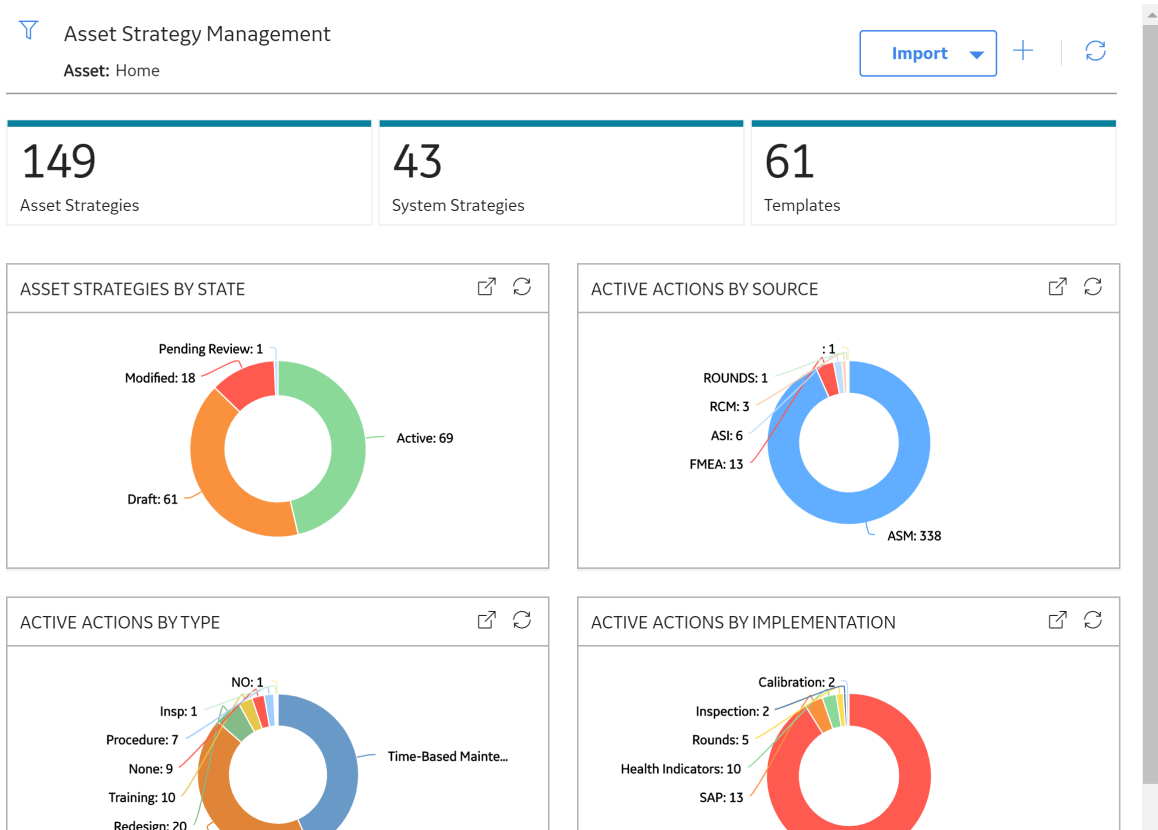 Asset Strategy Management
Asset: Home
Import
149
Asset Strategies
43
System Strategies
61
Templates
ASSET STRATEGIES BY STATE
Pending Review: 1
Modified: 18
Active: 69
Draft: 61
ACTIVE ACTIONS BY SOURCE
: 1
ROUNDS: 1
RCM: 3
ASI: 6
FMEA: 13
ASM: 338
ACTIVE ACTIONS BY TYPE
NO: 1
Insp: 1
Procedure: 7
Time-Based Mainte...
None: 9
Training: 10
Redesign: 20
ACTIVE ACTIONS BY IMPLEMENTATION
Calibration: 2
Inspection: 2
Rounds: 5
Health Indicators: 10
SAP: 13